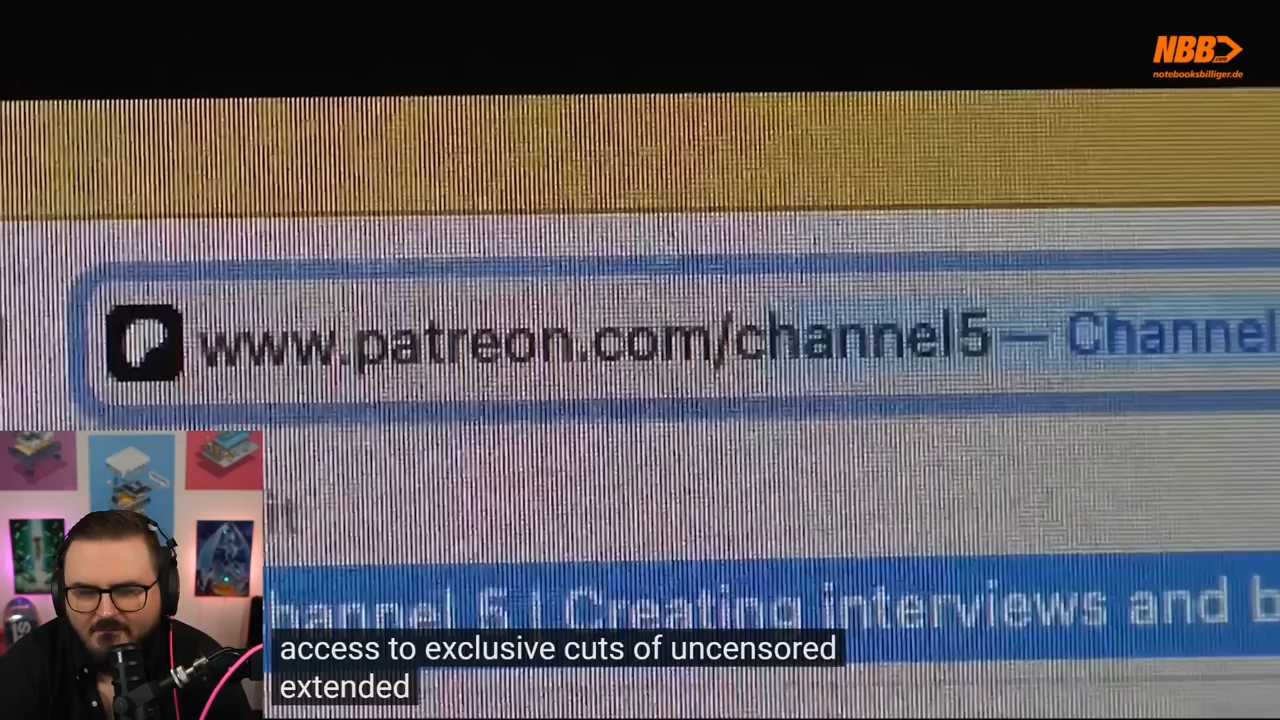 NBB.com
notebooksbilliger.de
www.patreon.com/channel5 — Channel
hannel 5 | Creating interviews and b
access to exclusive cuts of uncensored
extended